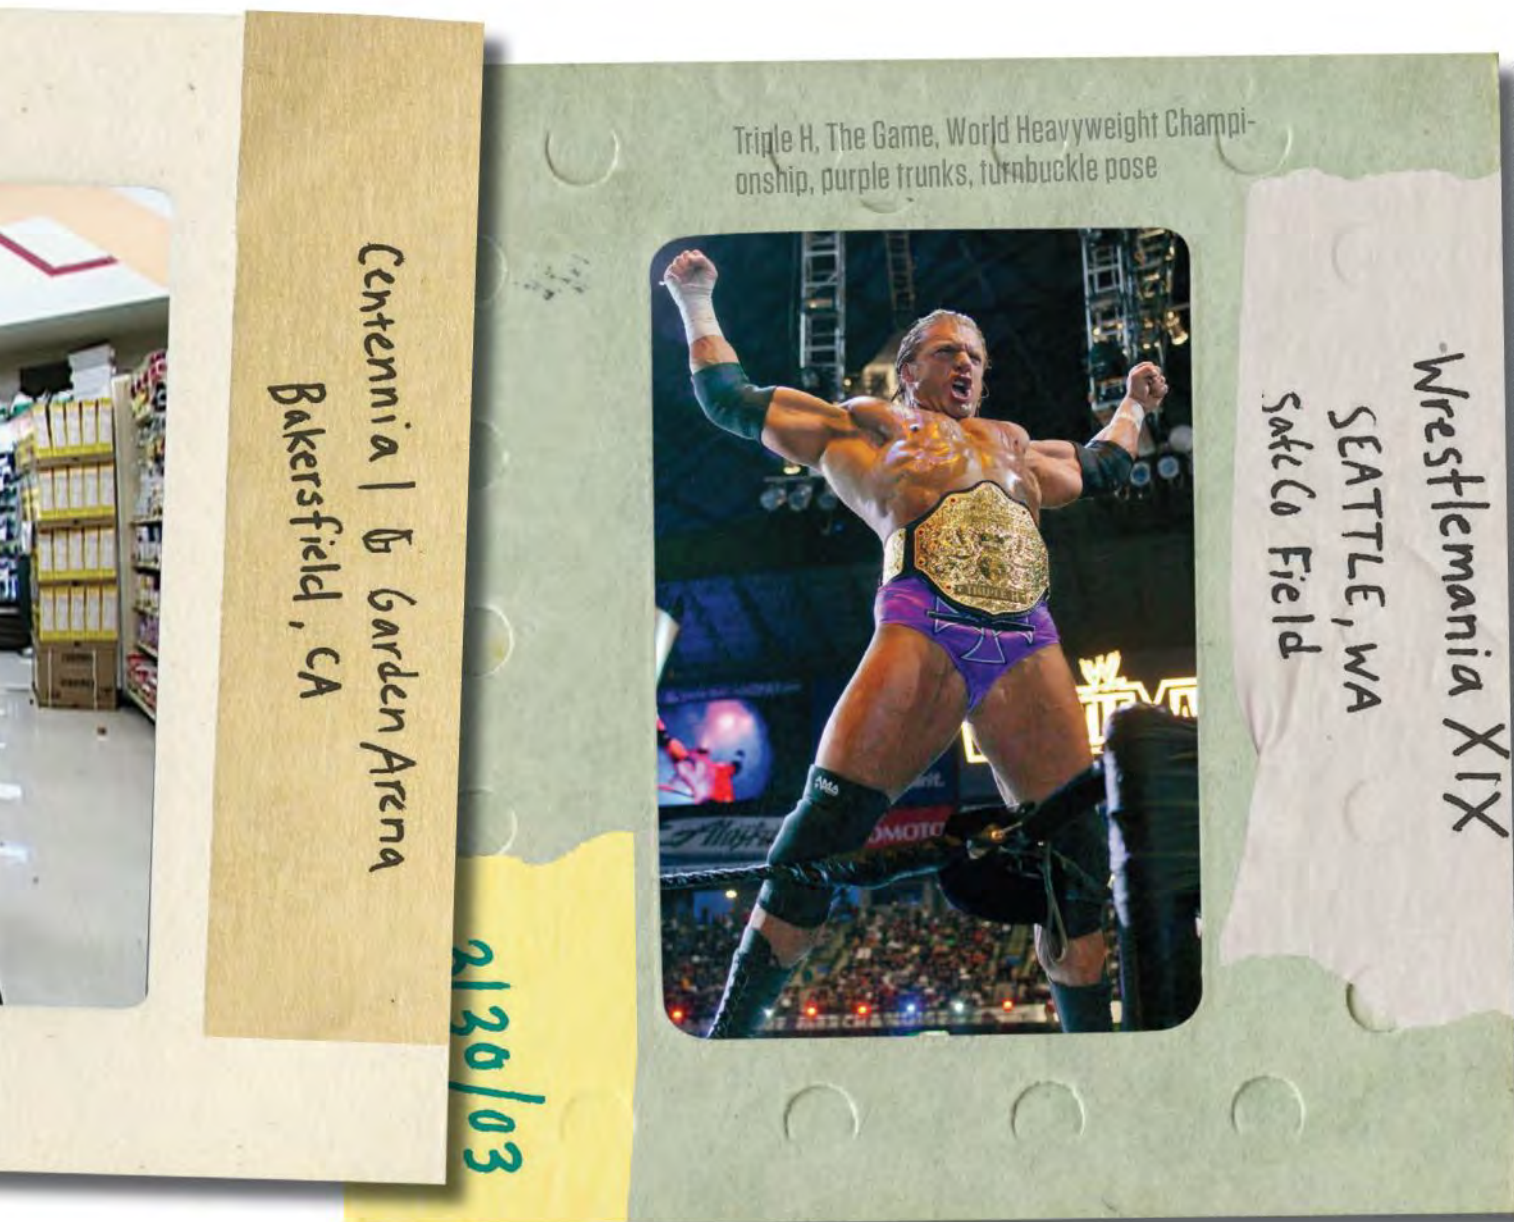 Triple H, The Game, World Heavyweight Champi-
onship, purple trunks, turnbuckle pose
Centennial Garden Arena
Bakersfield, CA
3/30/03
Wrestlemania XIX
SEATTLE, WA
SafeCo Field
TRIPLE H
W